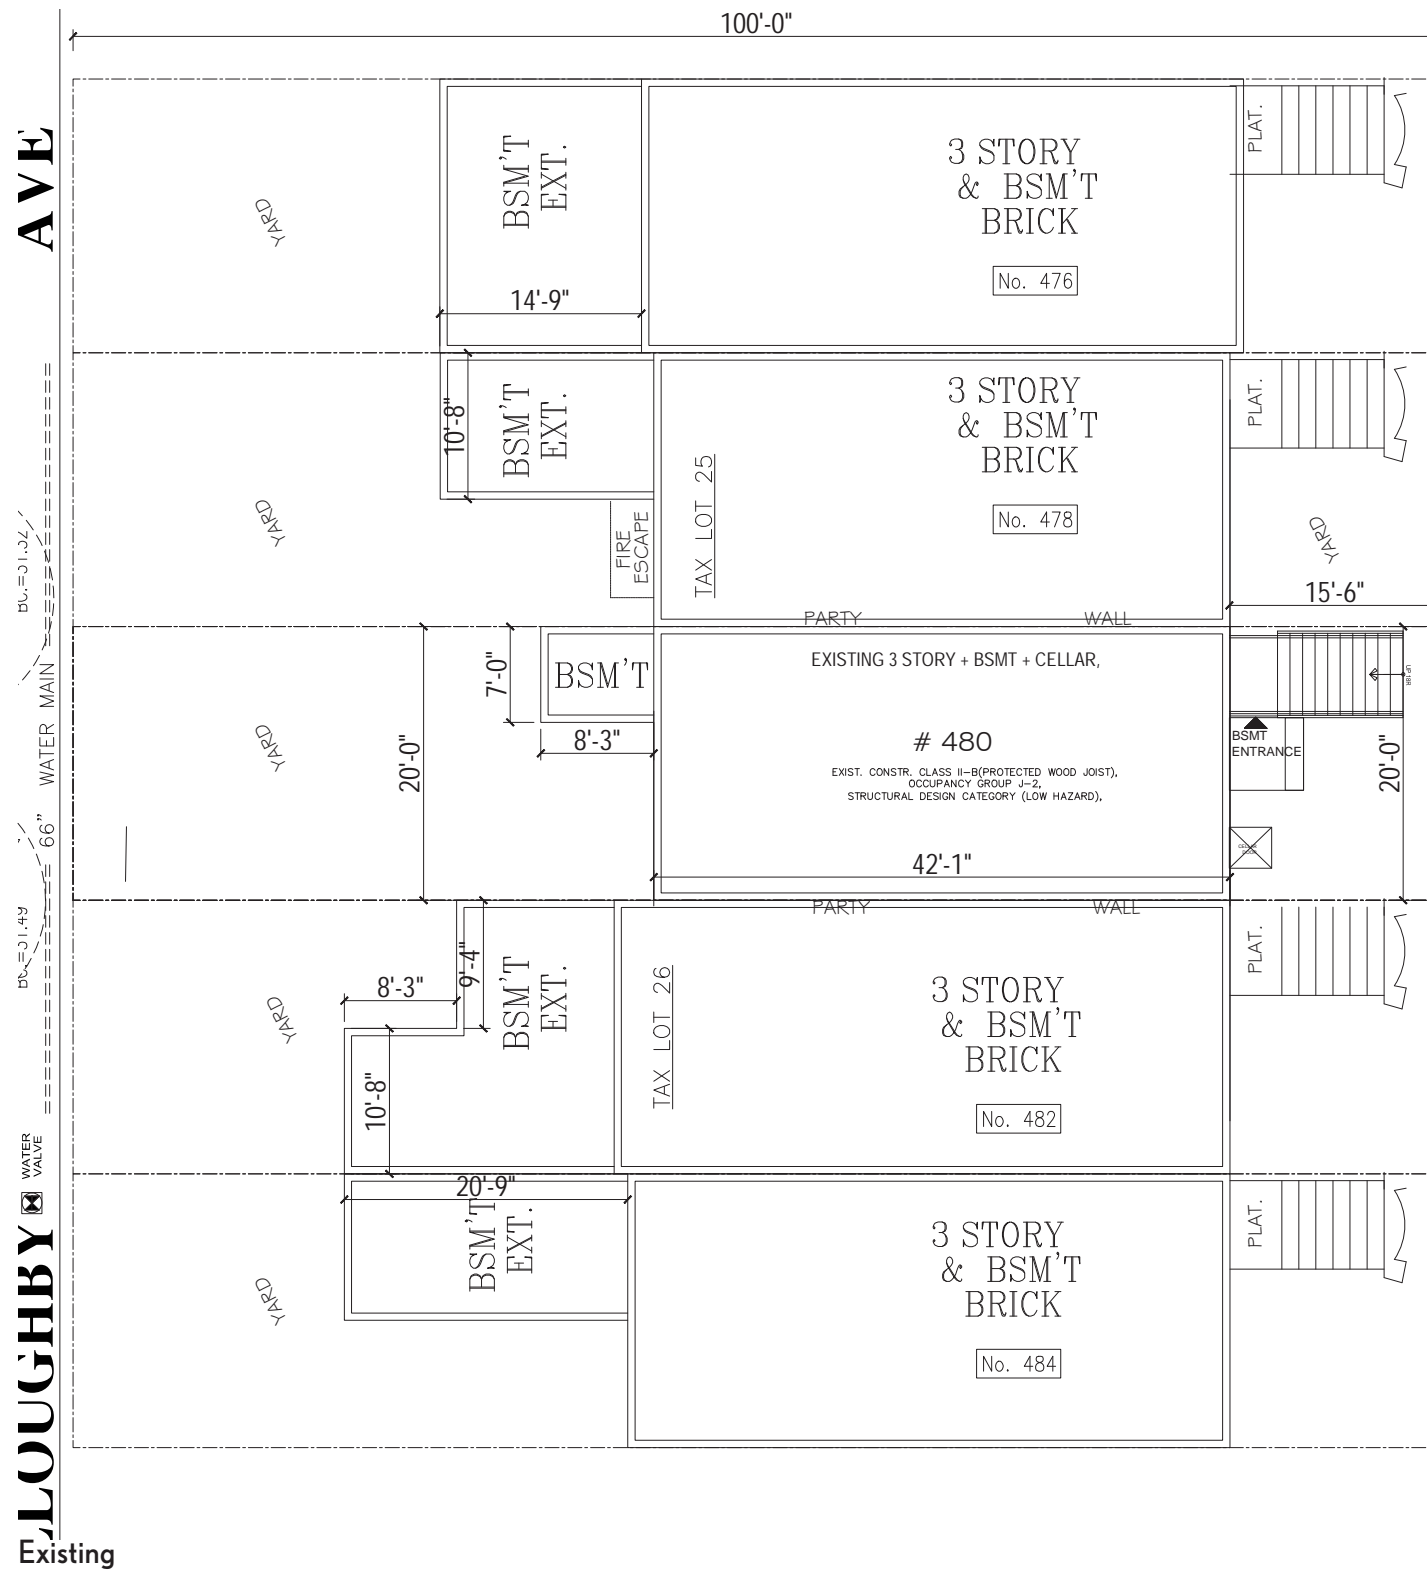 100'-0"
AVE
BSM'T
EXT.
3 STORY
& BSM'T
BRICK
No. 476
PLAT.
YARD
14'-9"
10'-8"
BSM'T
EXT.
3 STORY
& BSM'T
BRICK
No. 478
PLAT.
TAX LOT 25
FIRE
ESCAPE
YARD
YARD
15'-6"
PARTY WALL
66" WATER MAIN
7'-0"
BSM'T
8'-3"
20'-0"
YARD
EXISTING 3 STORY + BSMT + CELLAR,
# 480
EXIST. CONSTR. CLASS II-B(PROTECTED WOOD JOIST),
OCCUPANCY GROUP J-2,
STRUCTURAL DESIGN CATEGORY (LOW HAZARD),
42'-1"
UP 18R
BSMT
ENTRANCE
20'-0"
CELLAR
DOOR
PARTY WALL
8'-3"
9'-4"
BSM'T
EXT.
TAX LOT 26
3 STORY
& BSM'T
BRICK
No. 482
PLAT.
YARD
10'-8"
WATER
VALVE
20'-9"
BSM'T
EXT.
3 STORY
& BSM'T
BRICK
No. 484
PLAT.
YARD
LOUGHBY
Existing